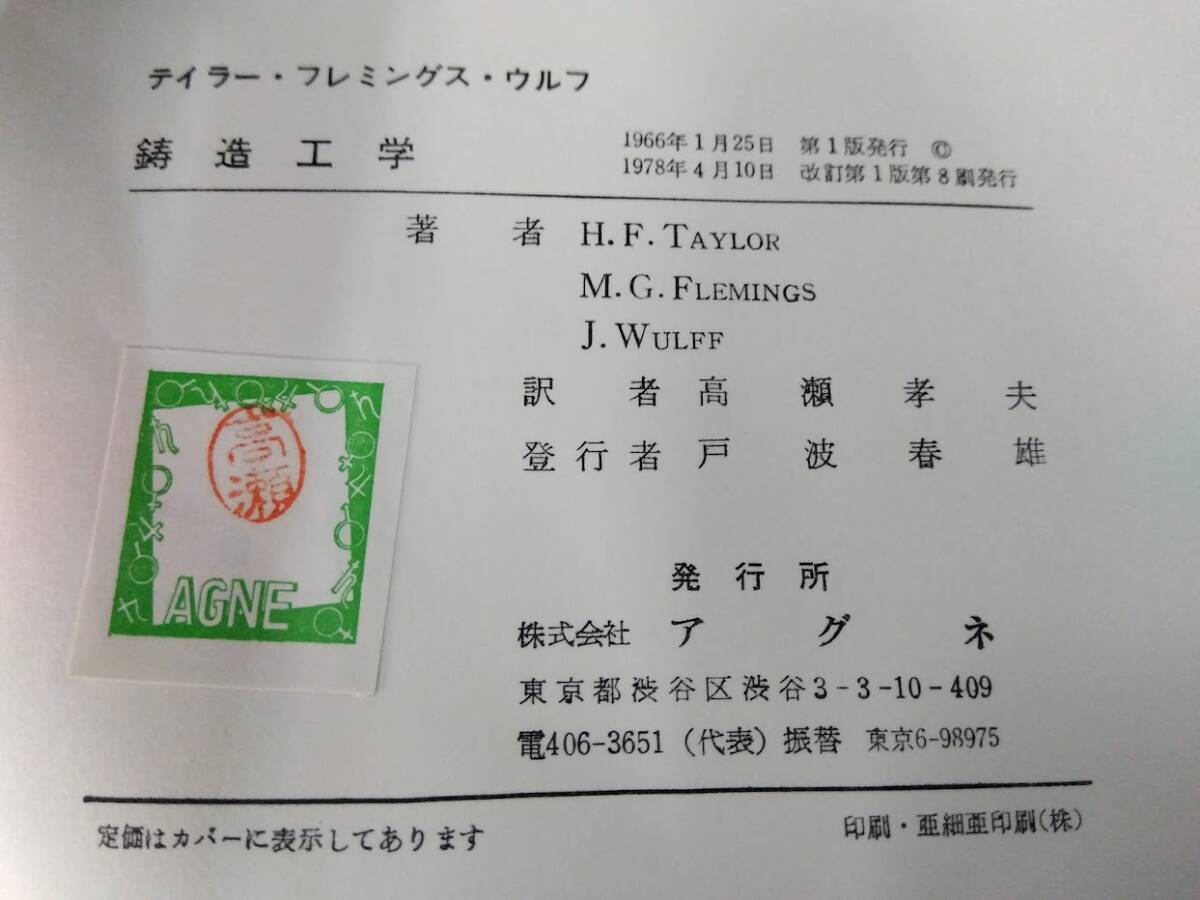 テイラー・フレミングス・ウルフ
鋳造工学
1966年1月25日 第1版発行 ©
1978年4月10日 改訂第1版第8刷発行
著者 H. F. TAYLOR
M. G. FLEMINGS
J. WULFF
訳者 高瀬孝夫
登行者 戸波春雄
高瀬
AGNE
発行所
株式会社 アグネ
東京都渋谷区渋谷3-3-10-409
電406-3651(代表)振替 東京6-98975
定価はカバーに表示してあります
印刷・亜細亜印刷(株)